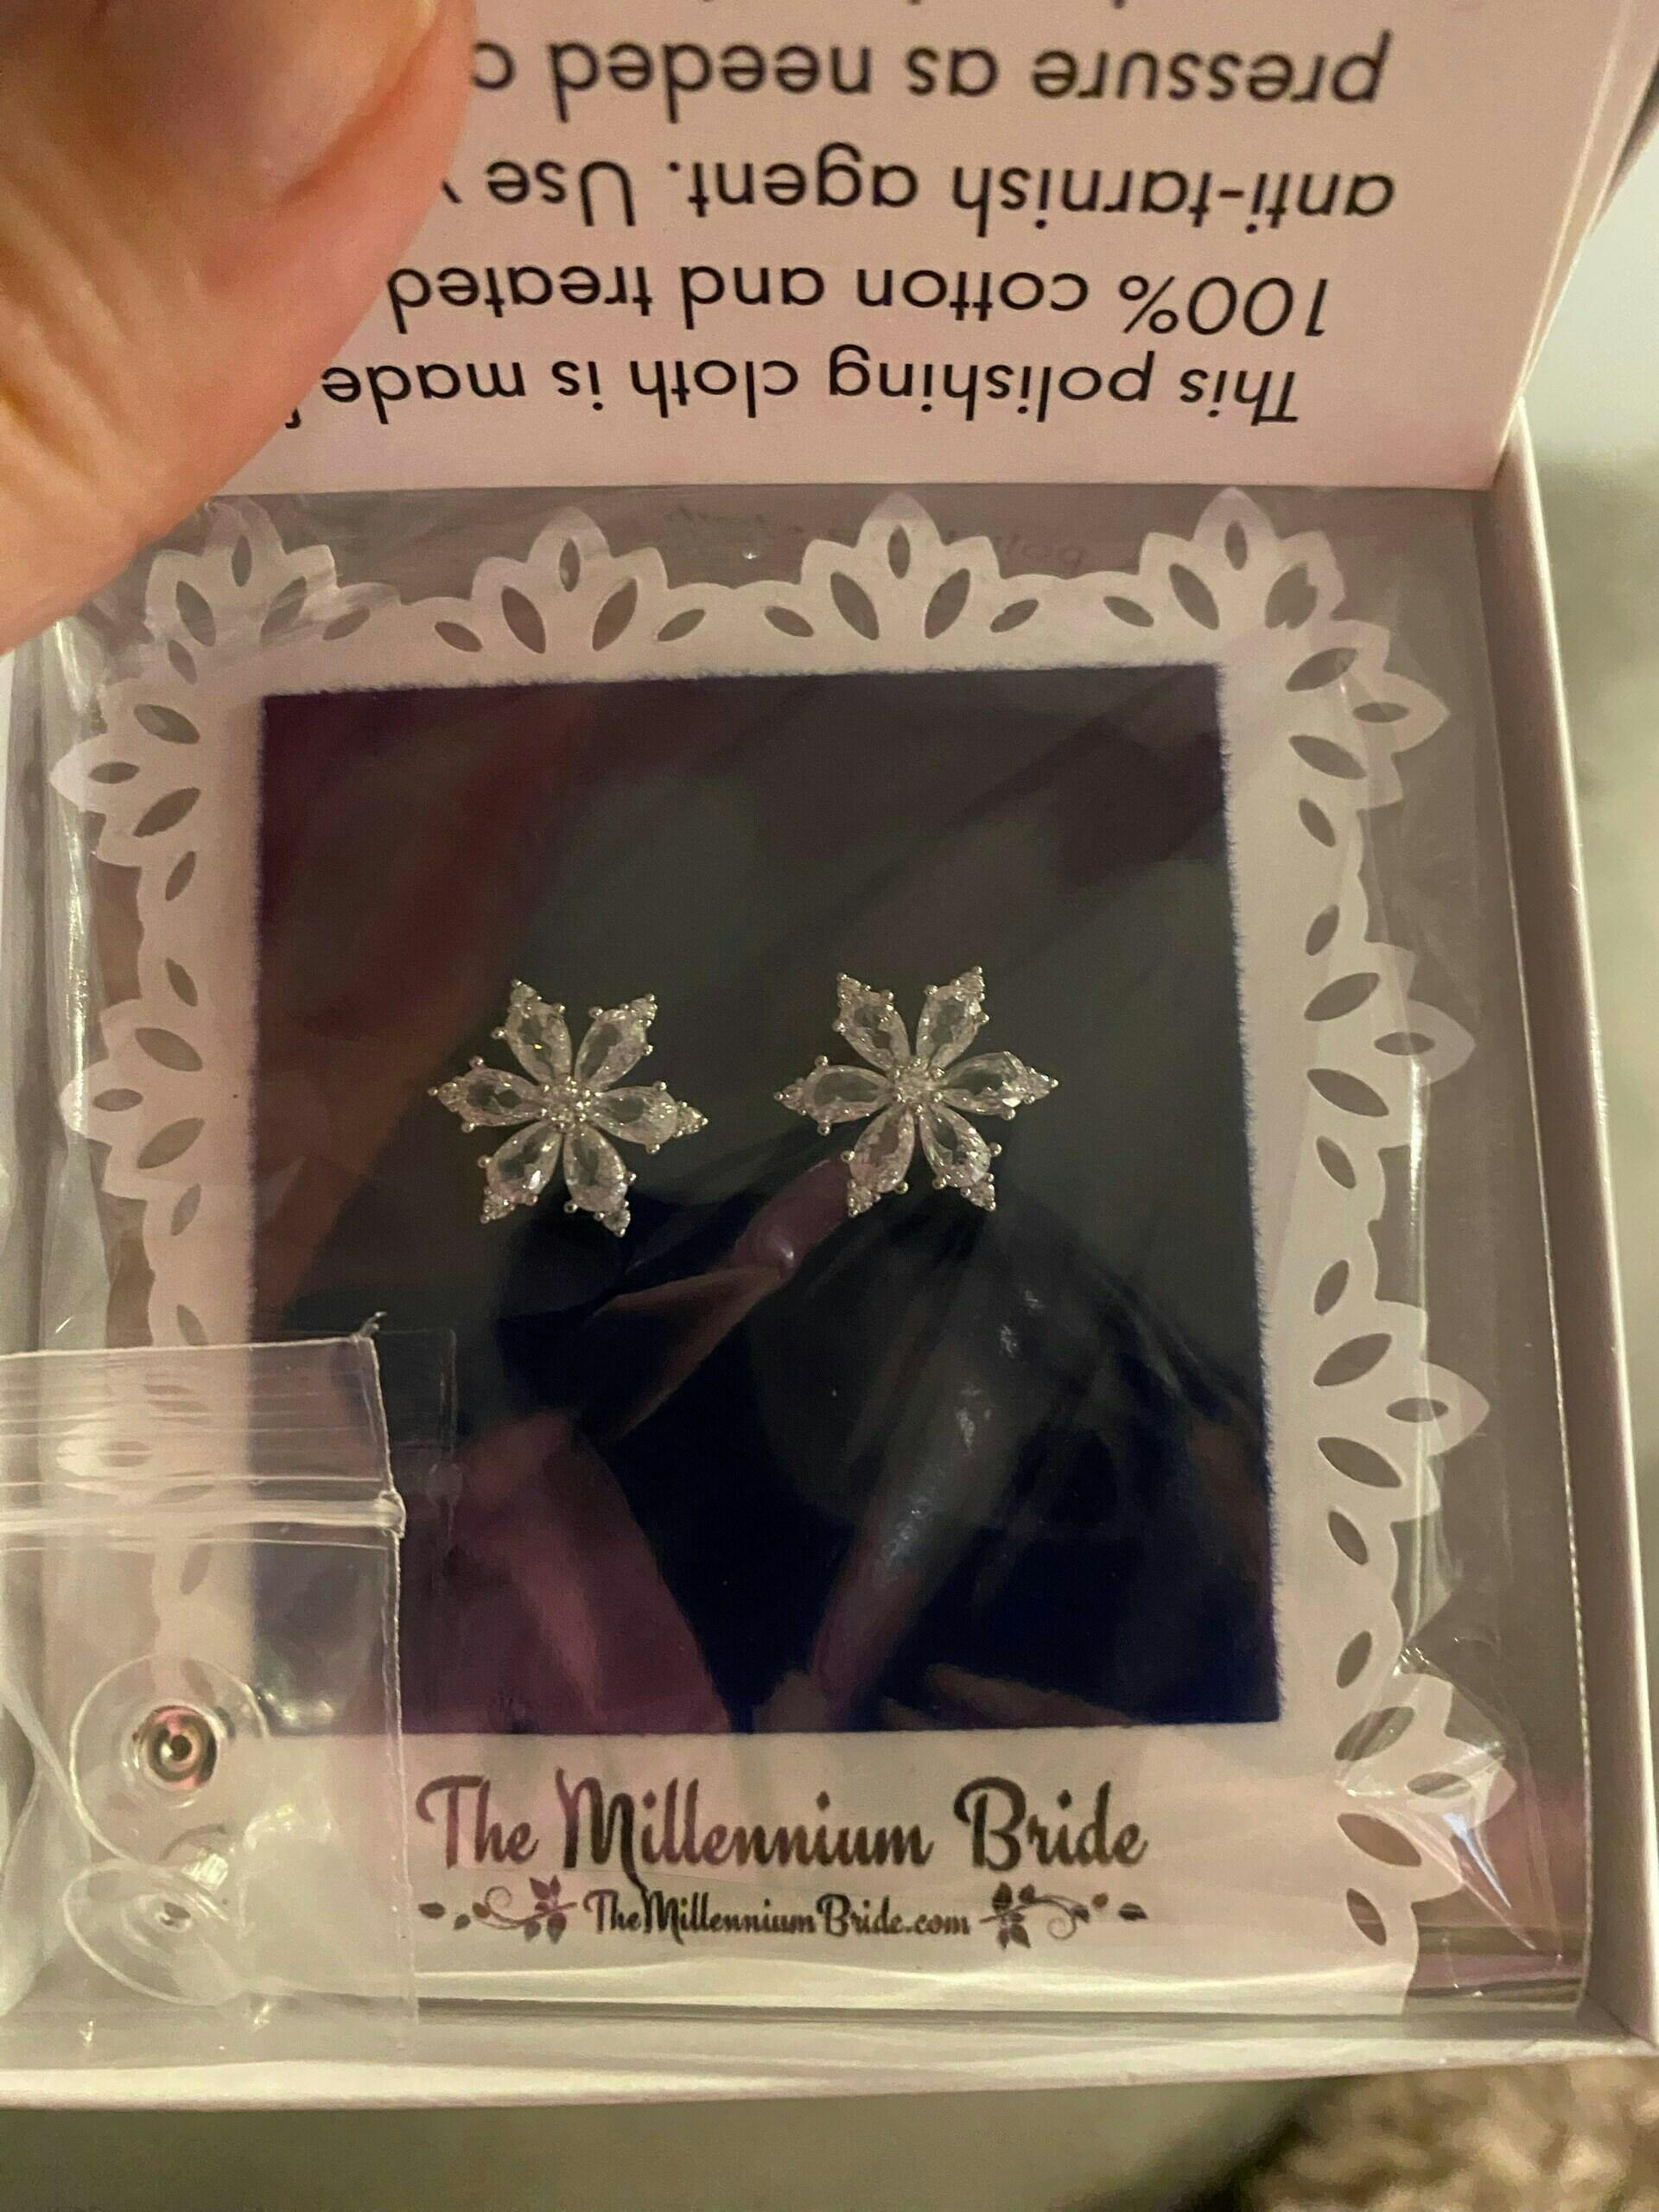 This polishing cloth is made
100% cotton and treated
anti-tarnish agent. Use
pressure as needed
The Millennium Bride
TheMillenniumBride.com